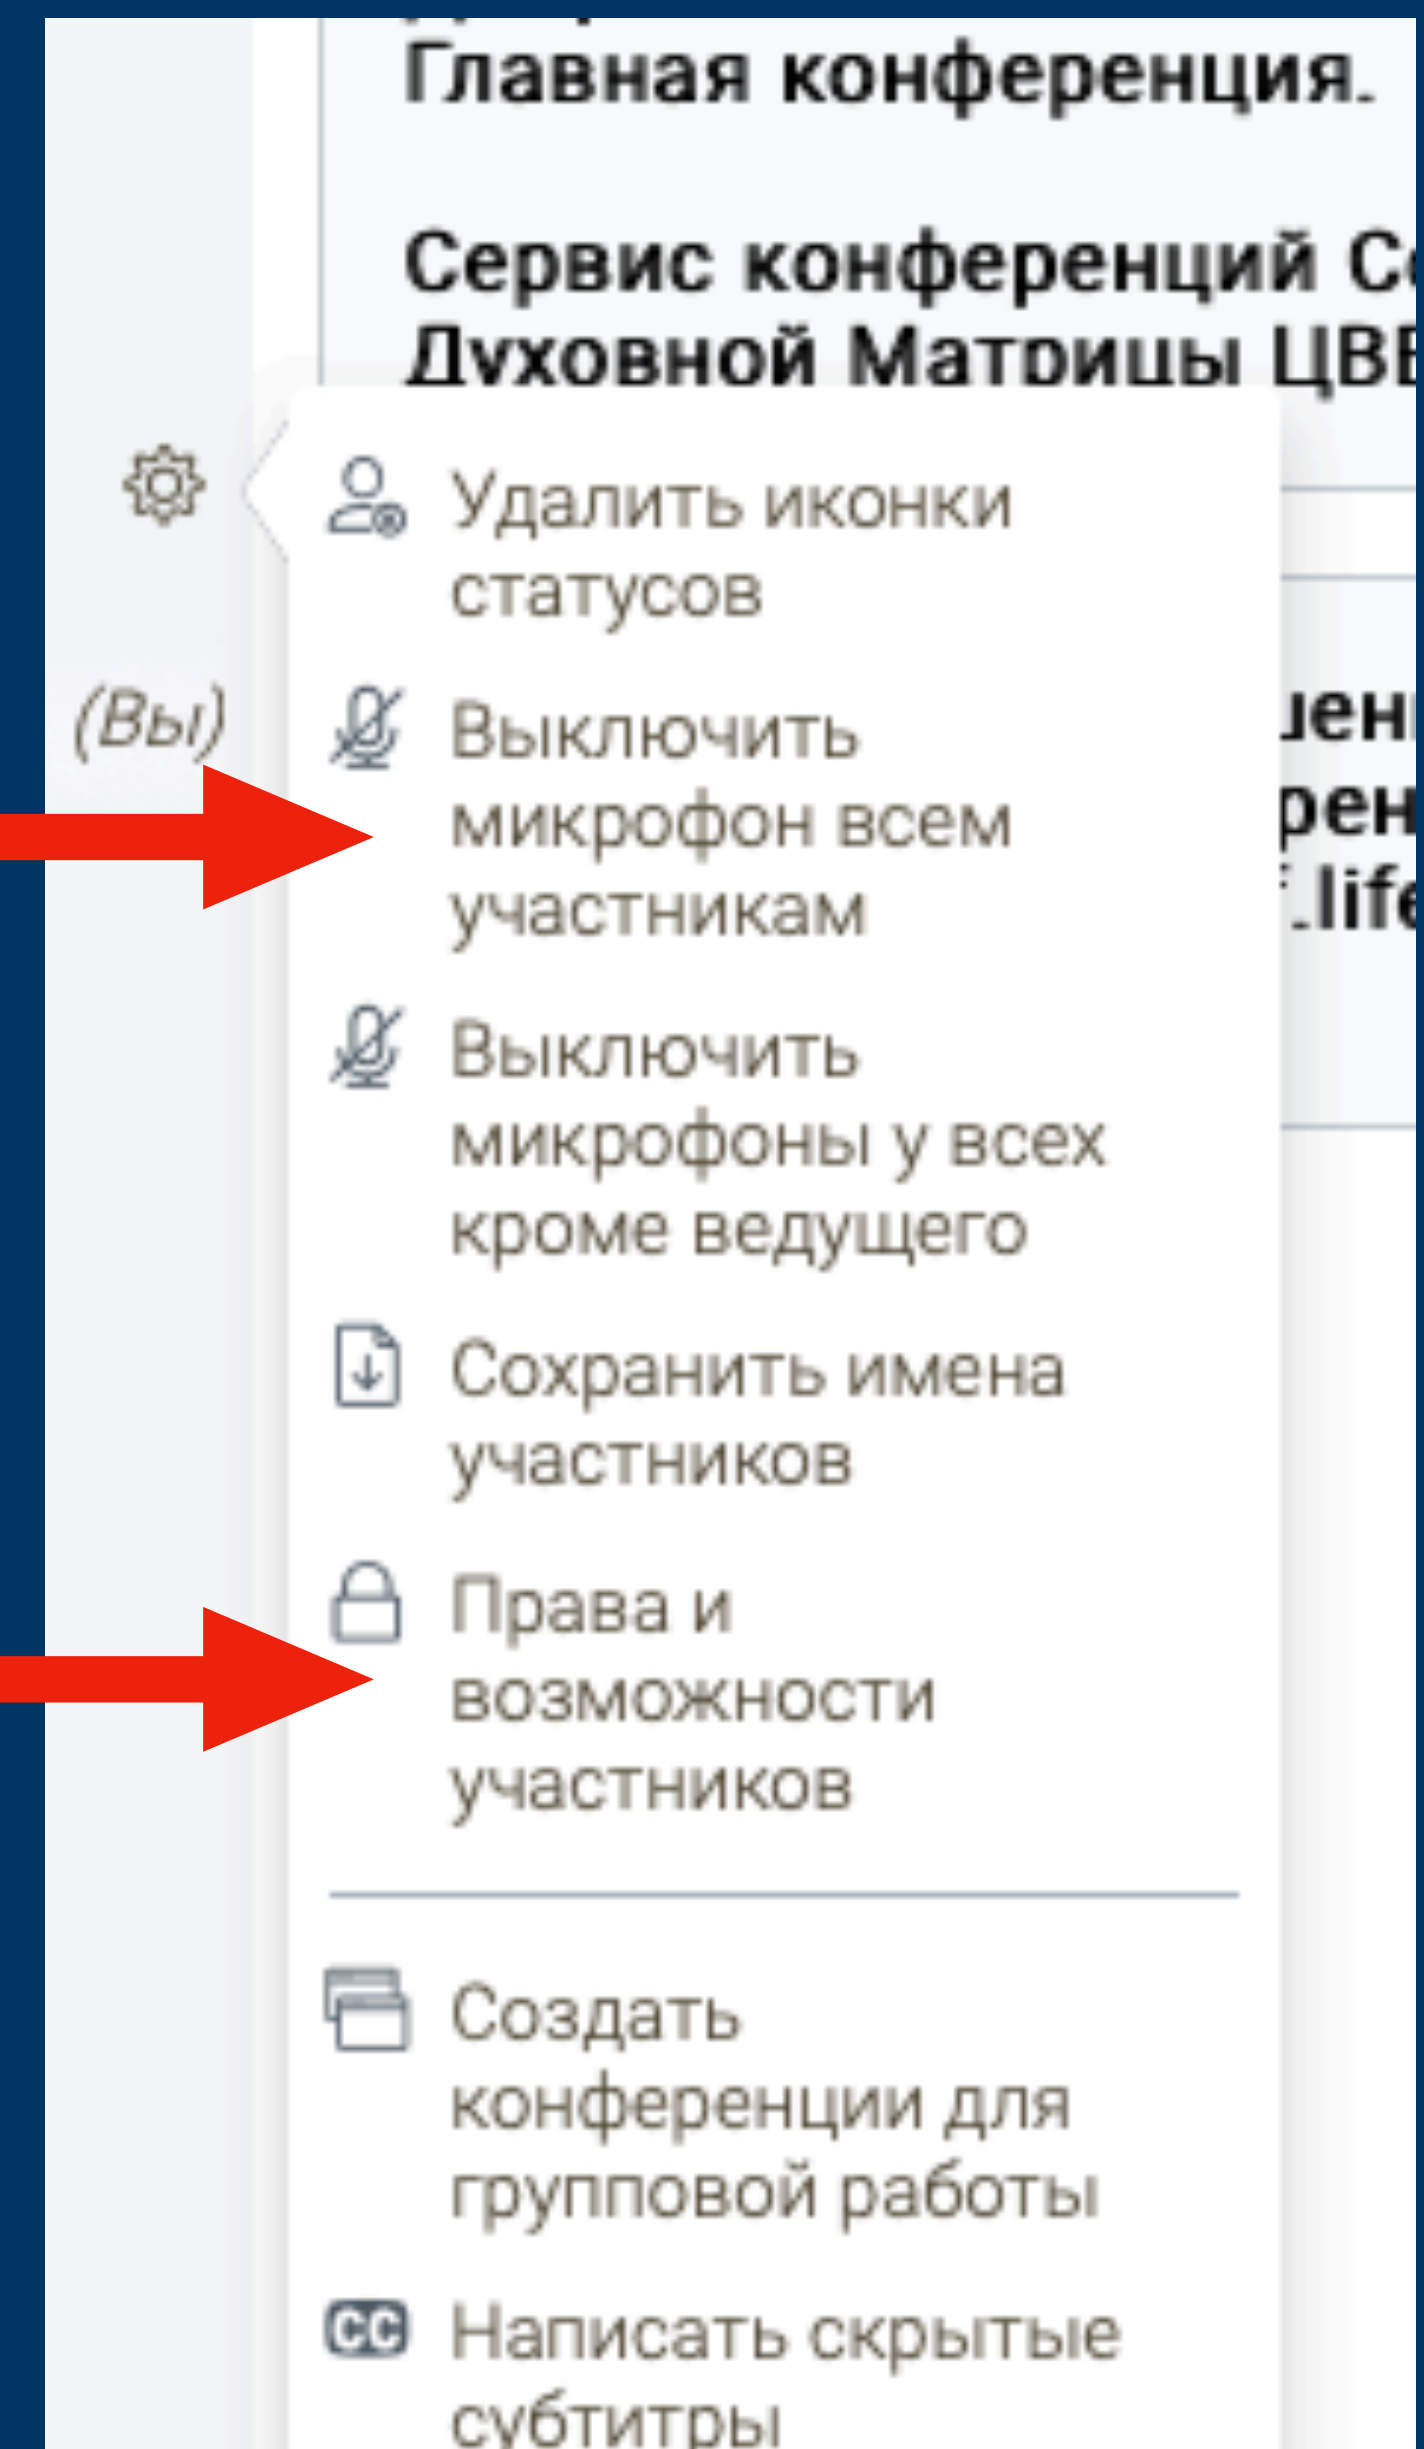 Главная конференция.
Сервис конференций
Духовной Матрицы
Удалить иконки
статусов
(Вы)
Выключить
микрофон всем
участникам
Выключить
микрофоны у всех
кроме ведущего
Сохранить имена
участников
Права и
возможности
участников
Создать
конференции для
групповой работы
CC Написать скрытые
субтитры